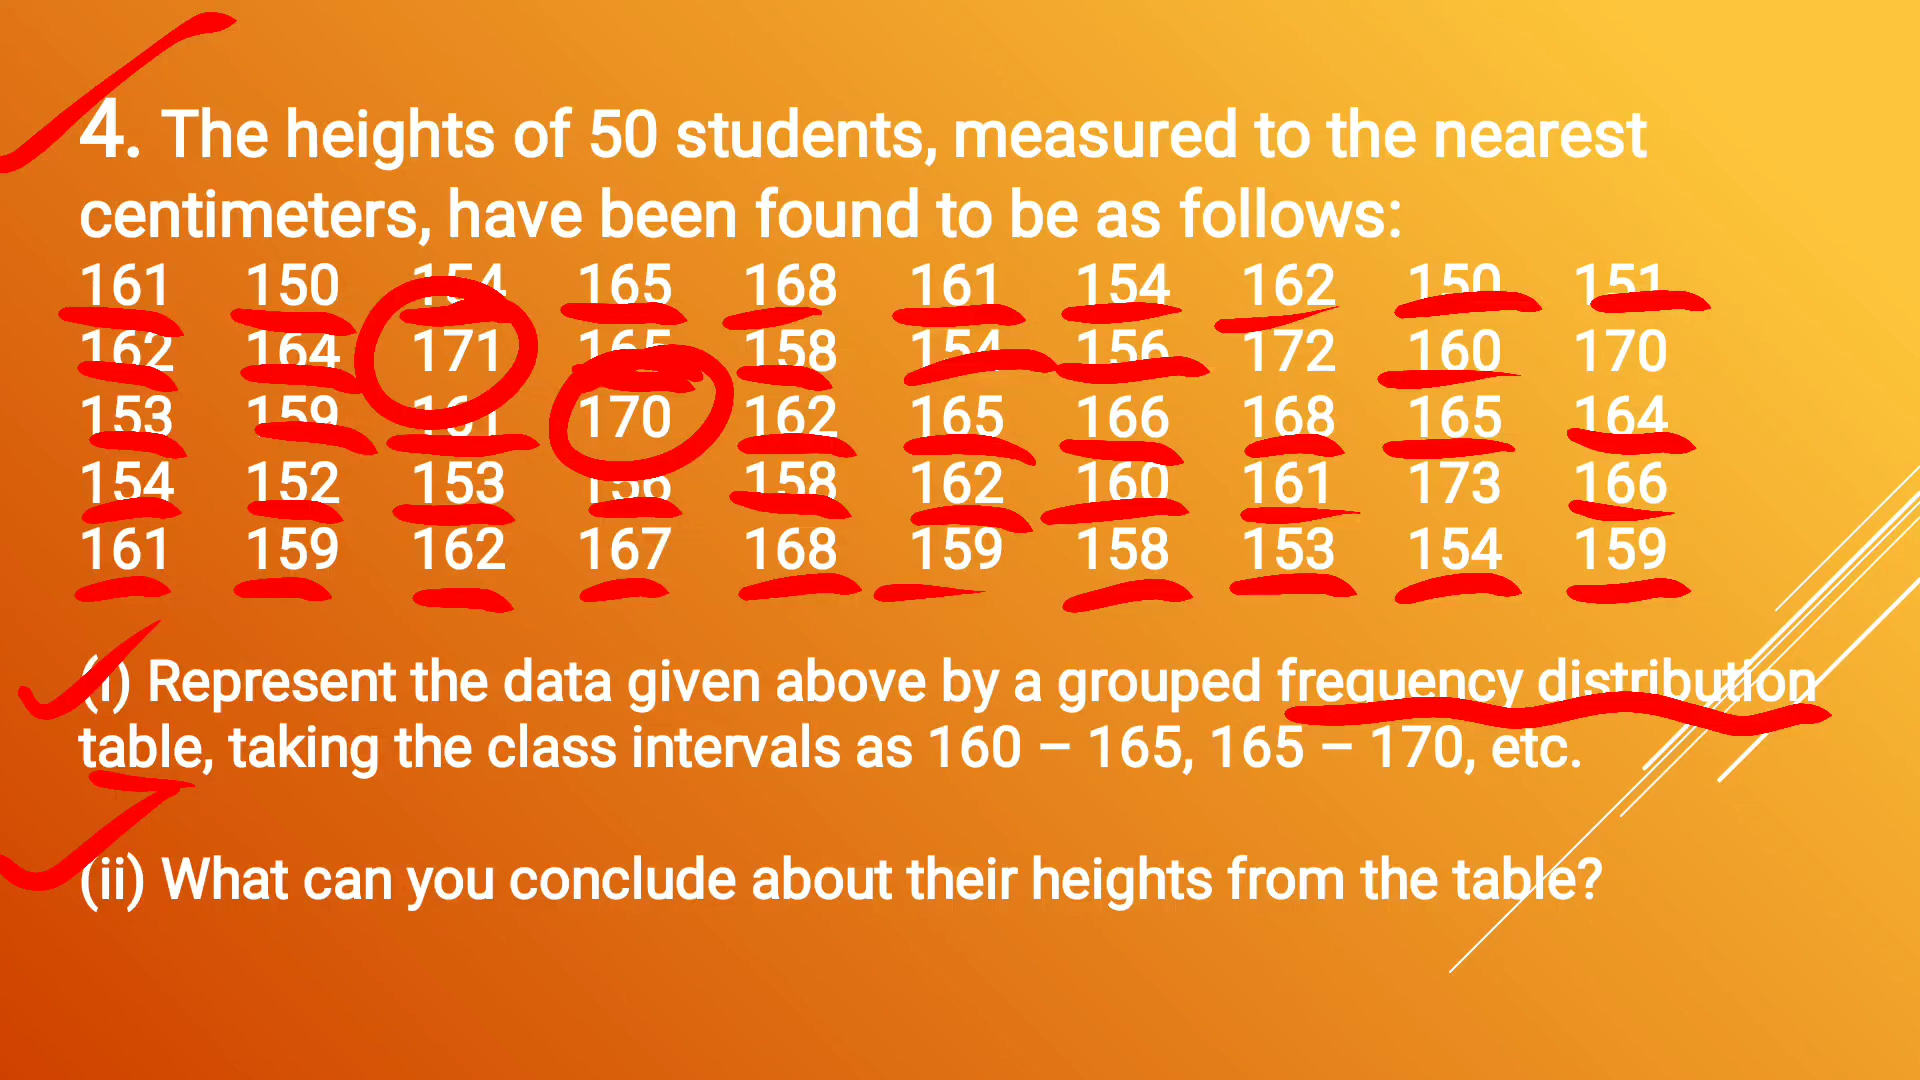 4. The heights of 50 students, measured to the nearest
centimeters, have been found to be as follows:
161 150 154 165 168 161 154 162 150 151
162 164 171 165 158 154 156 172 160 170
153 159 161 170 162 165 166 168 165 164
154 152 153 156 158 162 160 161 173 166
161 159 162 167 168 159 158 153 154 159
(i) Represent the data given above by a grouped frequency distribution
table, taking the class intervals as 160 – 165, 165 – 170, etc.
(ii) What can you conclude about their heights from the table?